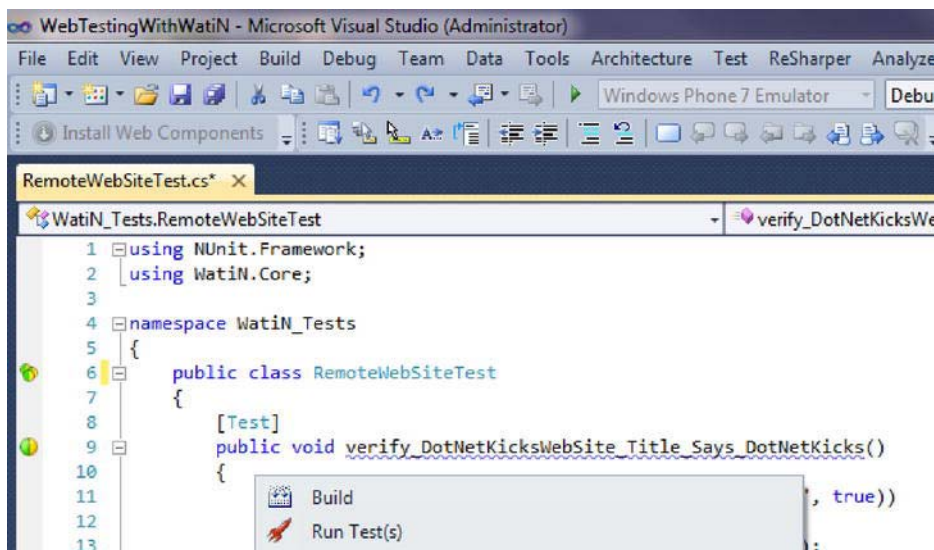 WebTestingWithWatiN - Microsoft Visual Studio (Administrator)
File Edit View Project Build Debug Team Data Tools Architecture Test ReSharper Analyze
Windows Phone 7 Emulator Debu
Install Web Components
RemoteWebSiteTest.cs*
WatiN_Tests.RemoteWebSiteTest verify_DotNetKicksWe
1 using NUnit.Framework;
2 using WatiN.Core;
3
4 namespace WatiN_Tests
5 {
6 public class RemoteWebSiteTest
7 {
8 [Test]
9 public void verify_DotNetKicksWebSite_Title_Says_DotNetKicks()
10 {
11 Build ", true))
12 Run Test(s)
13 );